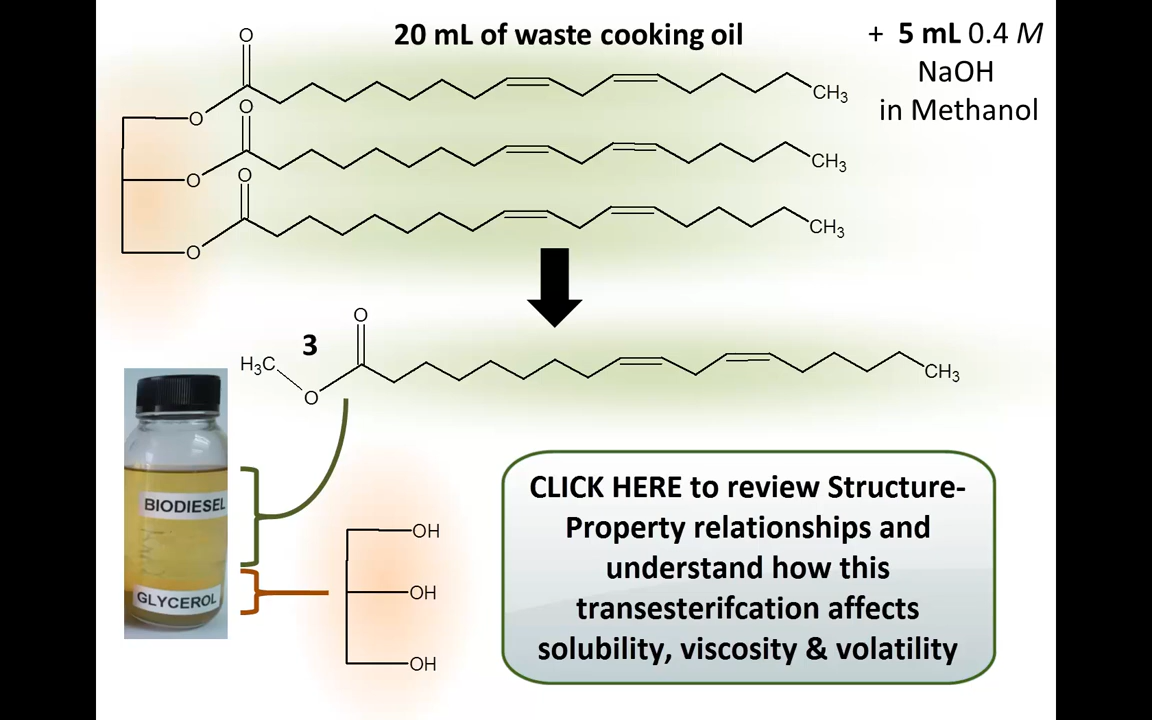 20 mL of waste cooking oil
+ 5 mL 0.4 M
NaOH
in Methanol
O
O
CH3
O
O
CH3
O
O
CH3
O
3
H3C
O
CH3
BIODIESEL
GLYCEROL
OH
OH
OH
CLICK HERE to review Structure-
Property relationships and
understand how this
transesterifcation affects
solubility, viscosity & volatility